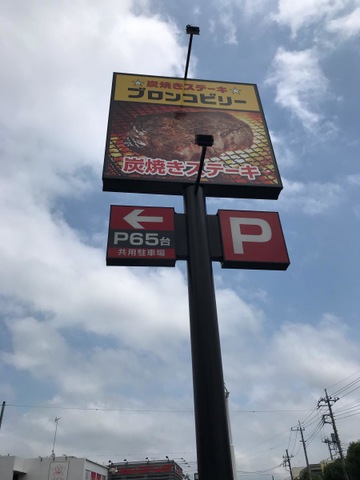 ☆炭焼きステーキ☆
ブロンコビリー
炭焼きステーキ
P65台
共用駐車場
P